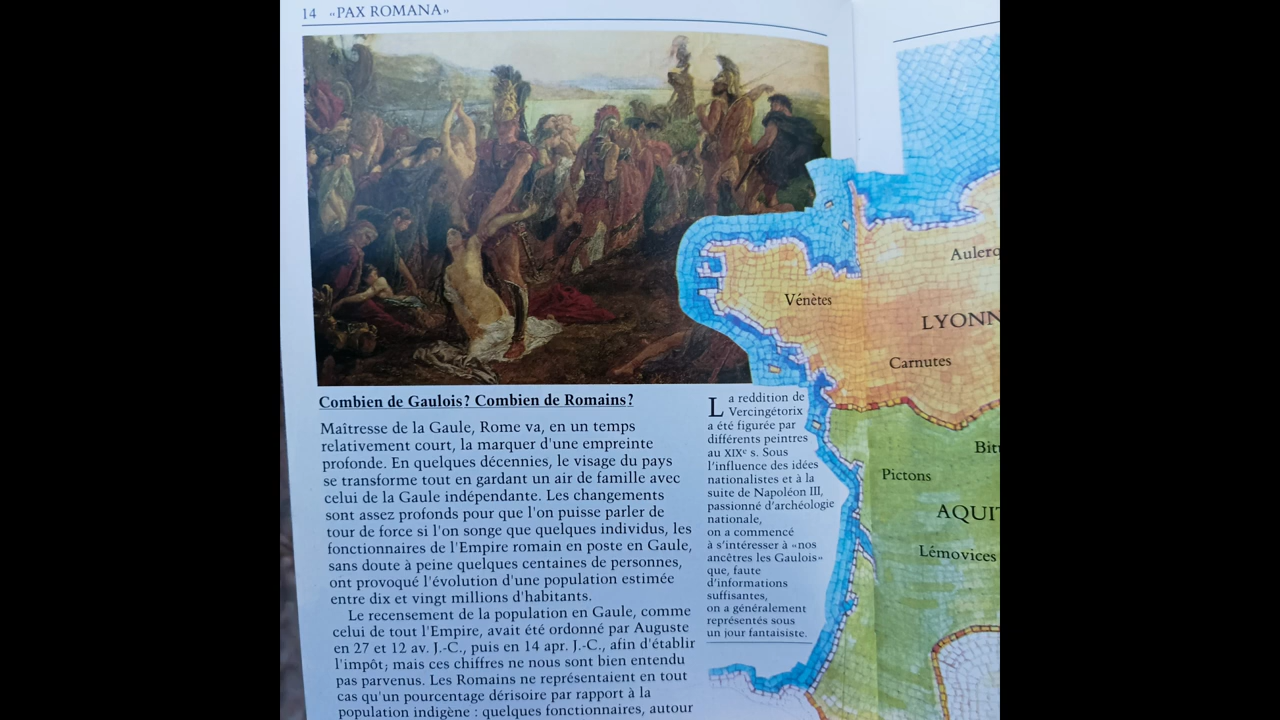 14 «PAX ROMANA»
Combien de Gaulois? Combien de Romains?
Maîtresse de la Gaule, Rome va, en un temps
relativement court, la marquer d'une empreinte
profonde. En quelques décennies, le visage du pays
se transforme tout en gardant un air de famille avec
celui de la Gaule indépendante. Les changements
sont assez profonds pour que l'on puisse parler de
tour de force si l'on songe que quelques individus, les
fonctionnaires de l'Empire romain en poste en Gaule,
sans doute à peine quelques centaines de personnes,
ont provoqué l'évolution d'une population estimée
entre dix et vingt millions d'habitants.
Le recensement de la population en Gaule, comme
celui de tout l'Empire, avait été ordonné par Auguste
en 27 et 12 av. J.-C., puis en 14 apr. J.-C., afin d'établir
l'impôt; mais ces chiffres ne nous sont bien entendu
pas parvenus. Les Romains ne représentaient en tout
cas qu'un pourcentage dérisoire par rapport à la
population indigène : quelques fonctionnaires, autour
La reddition de
Vercingétorix
a été figurée par
différents peintres
au XIXe s. Sous
l'influence des idées
nationalistes et à la
suite de Napoléon III,
passionné d'archéologie
nationale,
on a commencé
à s'intéresser à «nos
ancêtres les Gaulois»
que, faute
d'informations
suffisantes,
on a généralement
représentés sous
un jour fantaisiste.
Aulerq
Vénètes
LYONN
Carnutes
Bitu
Pictons
AQUIT
Lémovices